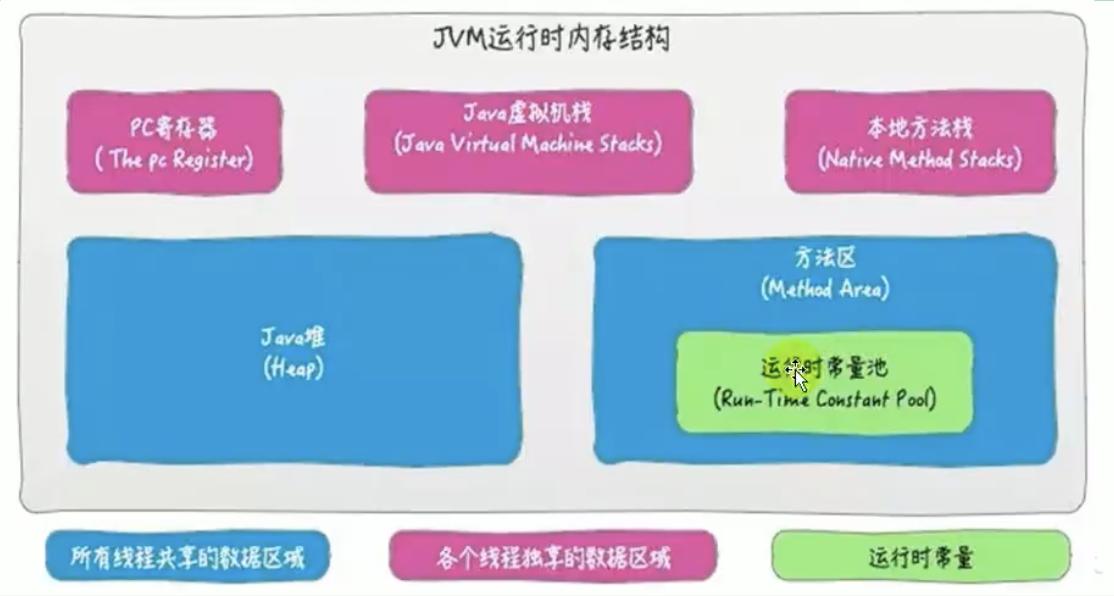 JVM运行时内存结构
PC寄存器
( The pc Register)
Java虚拟机栈
(Java Virtual Machine Stacks)
本地方法栈
(Native Method Stacks)
Java堆
(Heap)
方法区
(Method Area)
运行时常量池
(Run-Time Constant Pool)
所有线程共享的数据区域
各个线程独享的数据区域
运行时常量